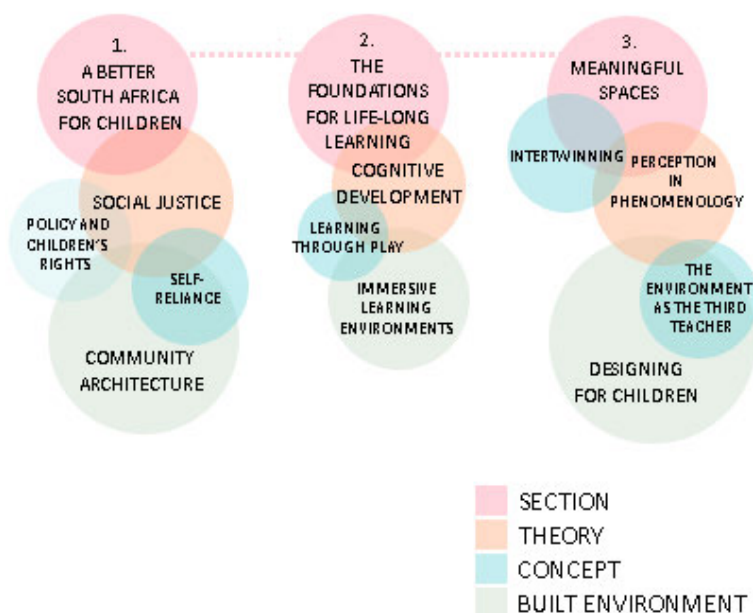 1.
A BETTER
SOUTH AFRICA
FOR CHILDREN
SOCIAL JUSTICE
POLICY AND
CHILDREN'S
RIGHTS
SELF-
RELIANCE
COMMUNITY
ARCHITECTURE
2.
THE
FOUNDATIONS
FOR LIFE-LONG
LEARNING
COGNITIVE
DEVELOPMENT
LEARNING
THROUGH PLAY
IMMERSIVE
LEARNING
ENVIRONMENTS
3.
MEANINGFUL
SPACES
INTERTWINNING
PERCEPTION
IN
PHENOMENOLOGY
THE
ENVIRONMENT
AS THE THIRD
TEACHER
DESIGNING
FOR CHILDREN
SECTION
THEORY
CONCEPT
BUILT ENVIRONMENT